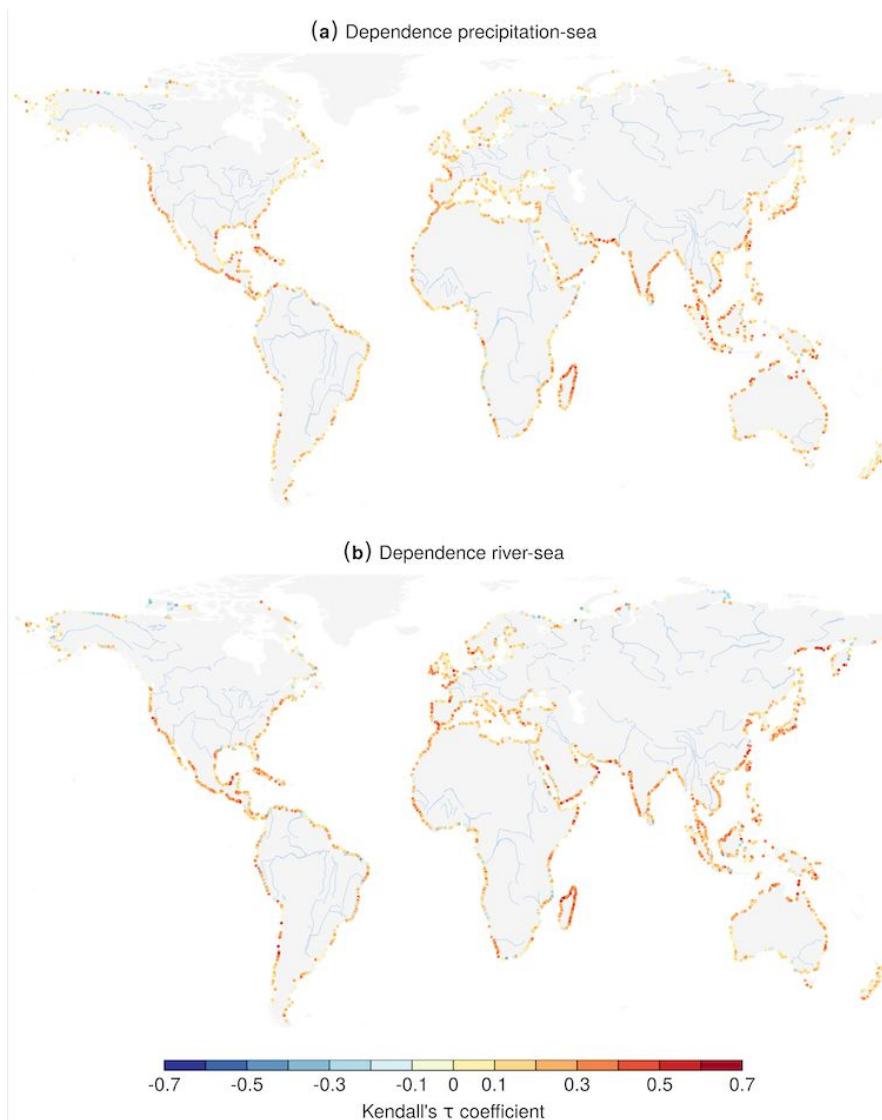 (a) Dependence precipitation-sea
(b) Dependence river-sea
-0.7 -0.5 -0.3 -0.1 0 0.1 0.3 0.5 0.7
Kendall's τ coefficient